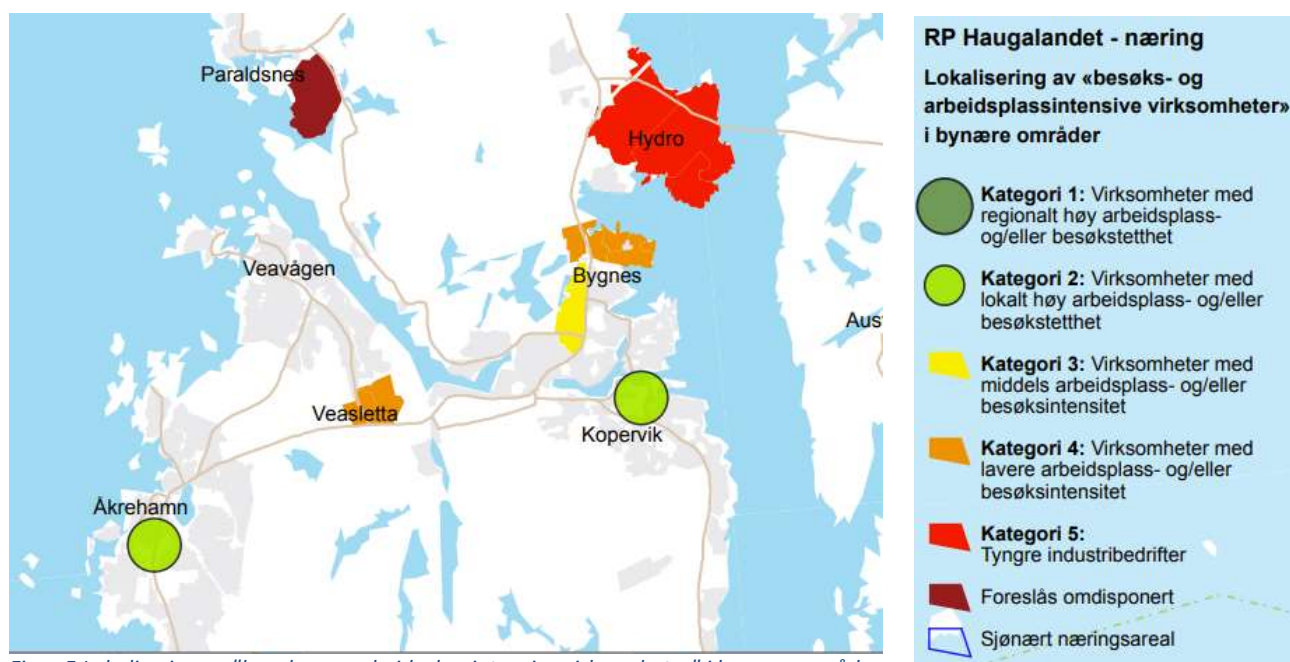 Paraldsnes
Hydro
Bygnes
Veavågen
Veasletta
Kopervik
Åkrehamn
Aus
RP Haugalandet - næring
Lokalisering av «besøks- og
arbeidsplassintensive virksomheter»
i bynære områder
Kategori 1: Virksomheter med
regionalt høy arbeidsplass-
og/eller besøkstetthet
Kategori 2: Virksomheter med
lokalt høy arbeidsplass- og/eller
besøkstetthet
Kategori 3: Virksomheter med
middels arbeidsplass- og/eller
besøksintensitet
Kategori 4: Virksomheter med
lavere arbeidsplass- og/eller
besøksintensitet
Kategori 5:
Tyngre industribedrifter
Foreslås omdisponert
Sjønært næringsareal